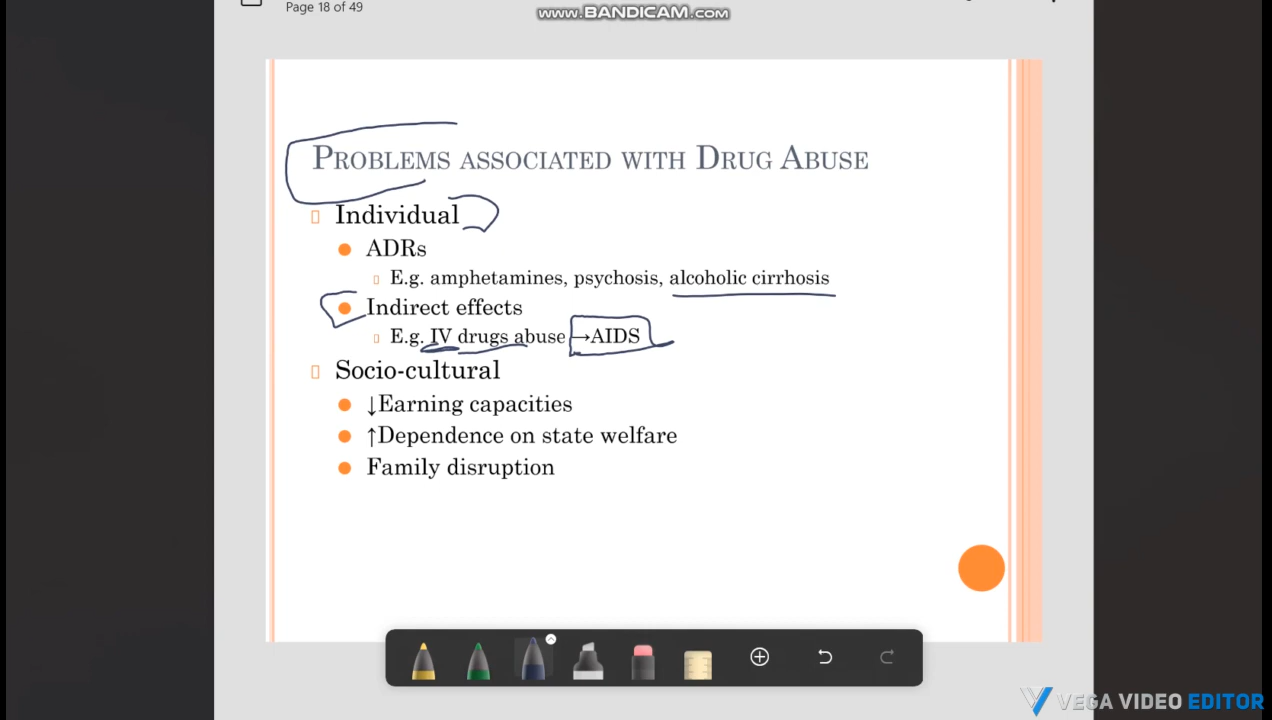 Page 18 of 49
www.BANDICAM.com
PROBLEMS ASSOCIATED WITH DRUG ABUSE
Individual
ADRs
E.g. amphetamines, psychosis, alcoholic cirrhosis
Indirect effects
E.g. IV drugs abuse →AIDS
Socio-cultural
↓Earning capacities
↑Dependence on state welfare
Family disruption
VEGA VIDEO EDITOR